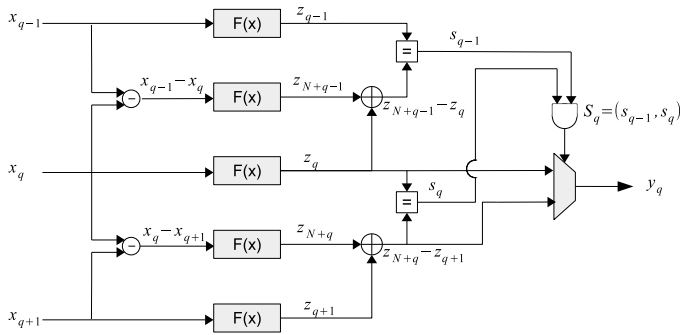 x_{q-1}
F(x)
z_{q-1}
s_{q-1}
=
x_{q-1}-x_q
-
F(x)
z_{N+q-1}
z_{N+q-1}-z_q
S_q=(s_{q-1},s_q)
x_q
F(x)
z_q
s_q
=
y_q
x_q-x_{q+1}
-
F(x)
z_{N+q}
z_{N+q}-z_{q+1}
x_{q+1}
F(x)
z_{q+1}